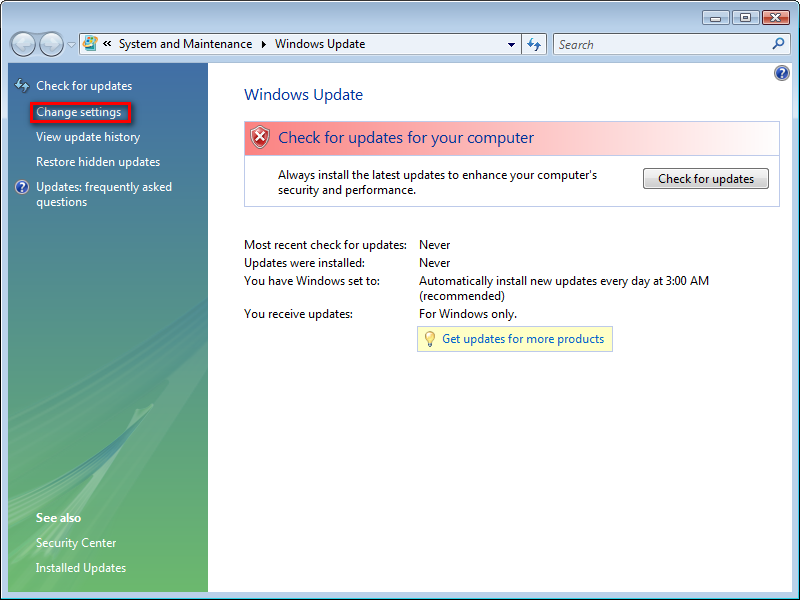 « System and Maintenance ▸ Windows Update
Search
Check for updates
Change settings
View update history
Restore hidden updates
Updates: frequently asked
questions
Windows Update
Check for updates for your computer
Always install the latest updates to enhance your computer's
security and performance.
Check for updates
Most recent check for updates: Never
Updates were installed: Never
You have Windows set to: Automatically install new updates every day at 3:00 AM
(recommended)
You receive updates: For Windows only.
Get updates for more products
See also
Security Center
Installed Updates